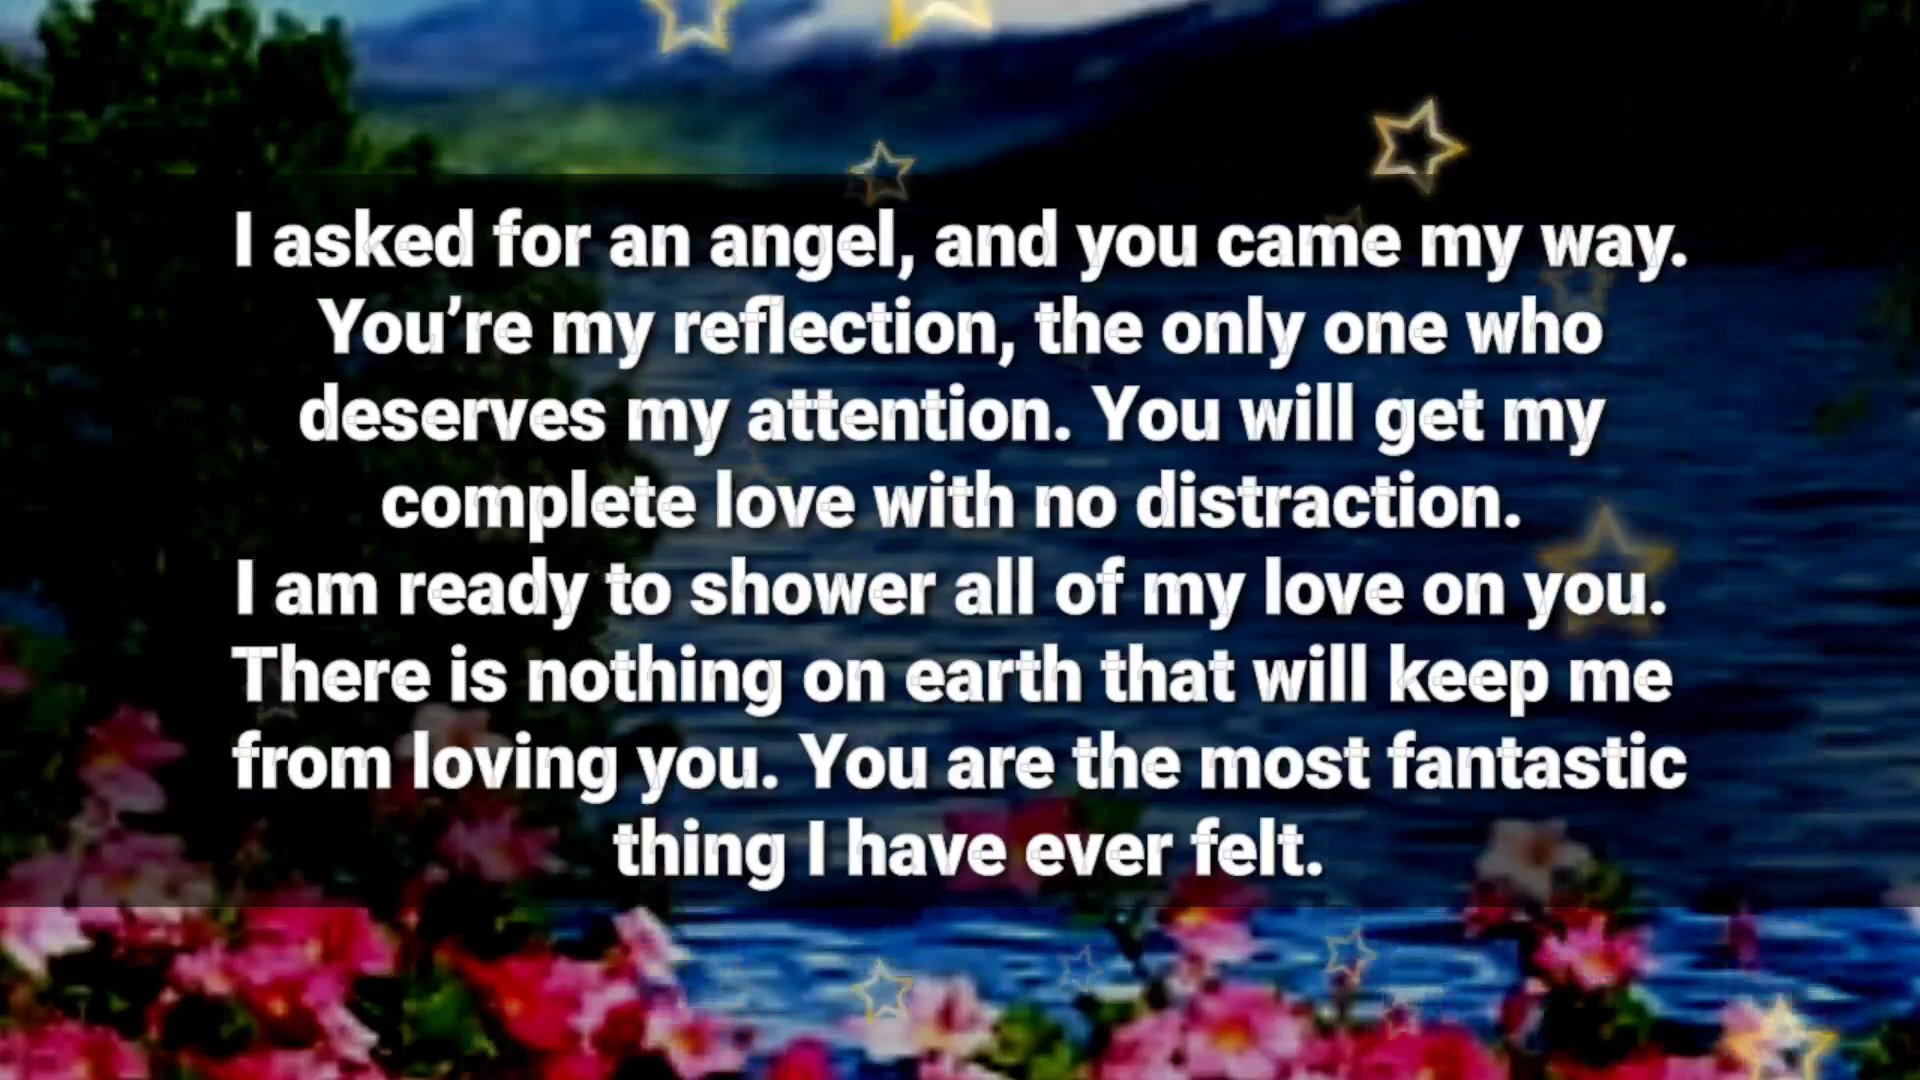 I asked for an angel, and you came my way.
You’re my reflection, the only one who
deserves my attention. You will get my
complete love with no distraction.
I am ready to shower all of my love on you.
There is nothing on earth that will keep me
from loving you. You are the most fantastic
thing I have ever felt.